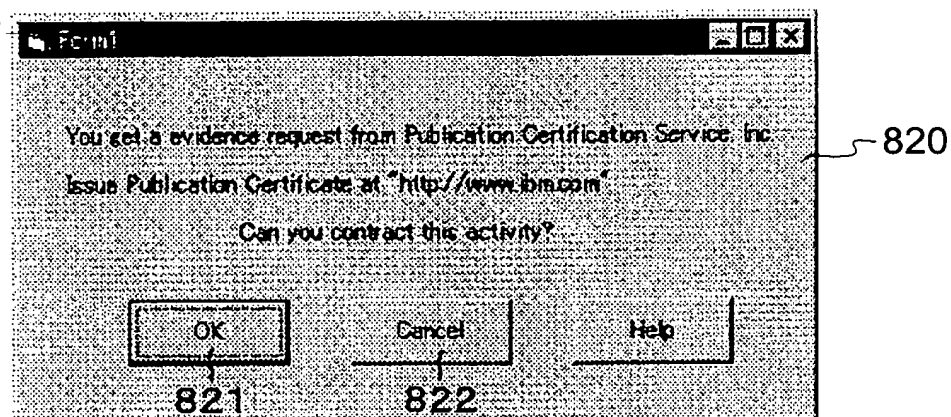 Form1
You get a evidence request from Publication Certification Service, Inc
Issue Publication Certificate at "http://www.ibm.com"
Can you contract this activity?
820
OK Cancel Help
821 822